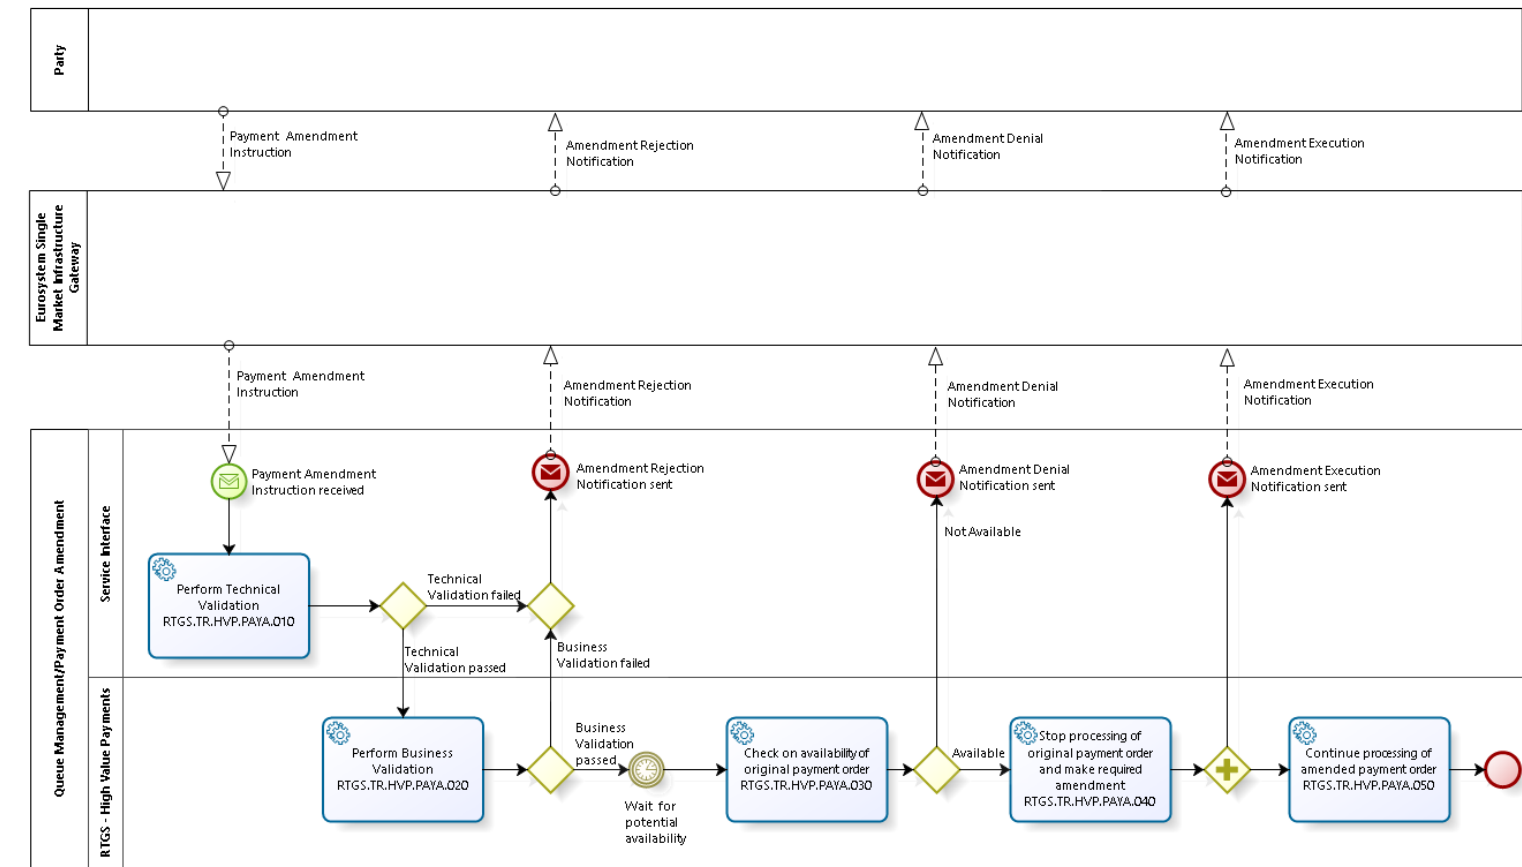 Party
Payment Amendment
Instruction
Amendment Rejection
Notification
Amendment Denial
Notification
Amendment Execution
Notification
Eurosystem Single
Market Infrastructure
Gateway
Payment Amendment
Instruction
Amendment Rejection
Notification
Amendment Denial
Notification
Amendment Execution
Notification
Queue Management/Payment Order Amendment
Service Interface
Payment Amendment
Instruction received
Amendment Rejection
Notification sent
Amendment Denial
Notification sent
Amendment Execution
Notification sent
Not Available
Perform Technical
Validation
RTGS.TR.HVP.PAYA.010
Technical
Validation failed
Technical
Validation passed
Business
Validation failed
RTGS - High Value Payments
Perform Business
Validation
RTGS.TR.HVP.PAYA.020
Business
Validation
passed
Wait for
potential
availability
Check on availability of
original payment order
RTGS.TR.HVP.PAYA.030
Available
Stop processing of
original payment order
and make required
amendment
RTGS.TR.HVP.PAYA.040
Continue processing of
amended payment order
RTGS.TR.HVP.PAYA.050